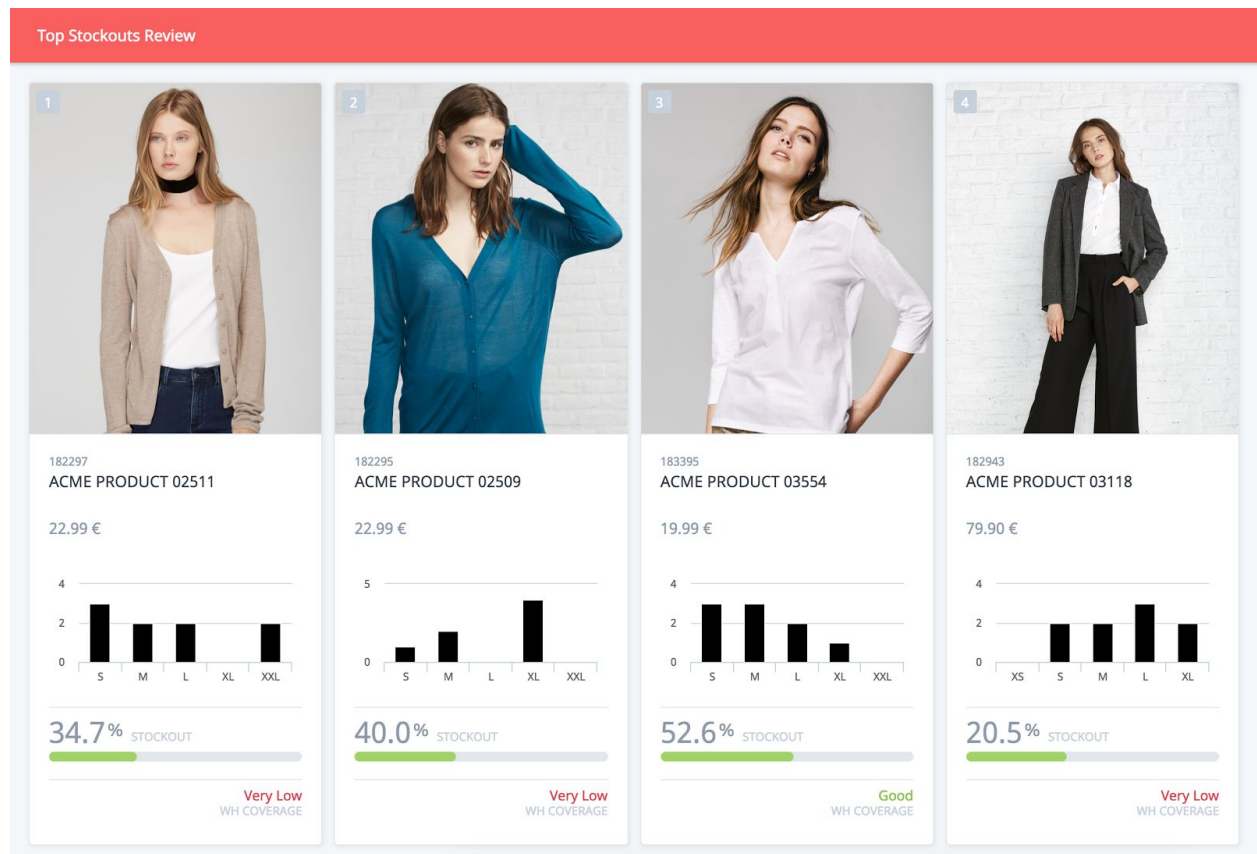 Top Stockouts Review
1
2
3
4
182297
ACME PRODUCT 02511
22.99 €
4
2
0
S M L XL XXL
34.7% STOCKOUT
Very Low
WH COVERAGE
182295
ACME PRODUCT 02509
22.99 €
5
0
S M L XL XXL
40.0% STOCKOUT
Very Low
WH COVERAGE
183395
ACME PRODUCT 03554
19.99 €
4
2
0
S M L XL XXL
52.6% STOCKOUT
Good
WH COVERAGE
182943
ACME PRODUCT 03118
79.90 €
4
2
0
XS S M L XL
20.5% STOCKOUT
Very Low
WH COVERAGE